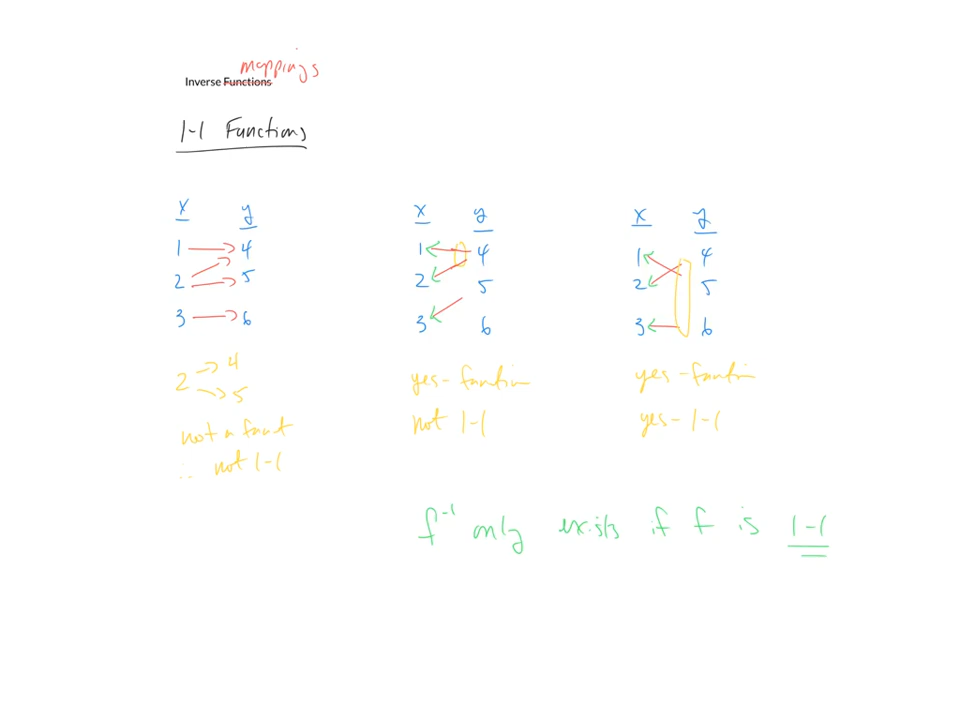 mappings
Inverse Functions
1-1 Functions
x y
1 4
2 5
3 6
2 4
5
not a funct
∴ not 1-1
x y
1 4
2 5
3 6
yes - function
not 1-1
x y
1 4
2 5
3 6
yes - function
yes - 1-1
f⁻¹ only exists if f is 1-1